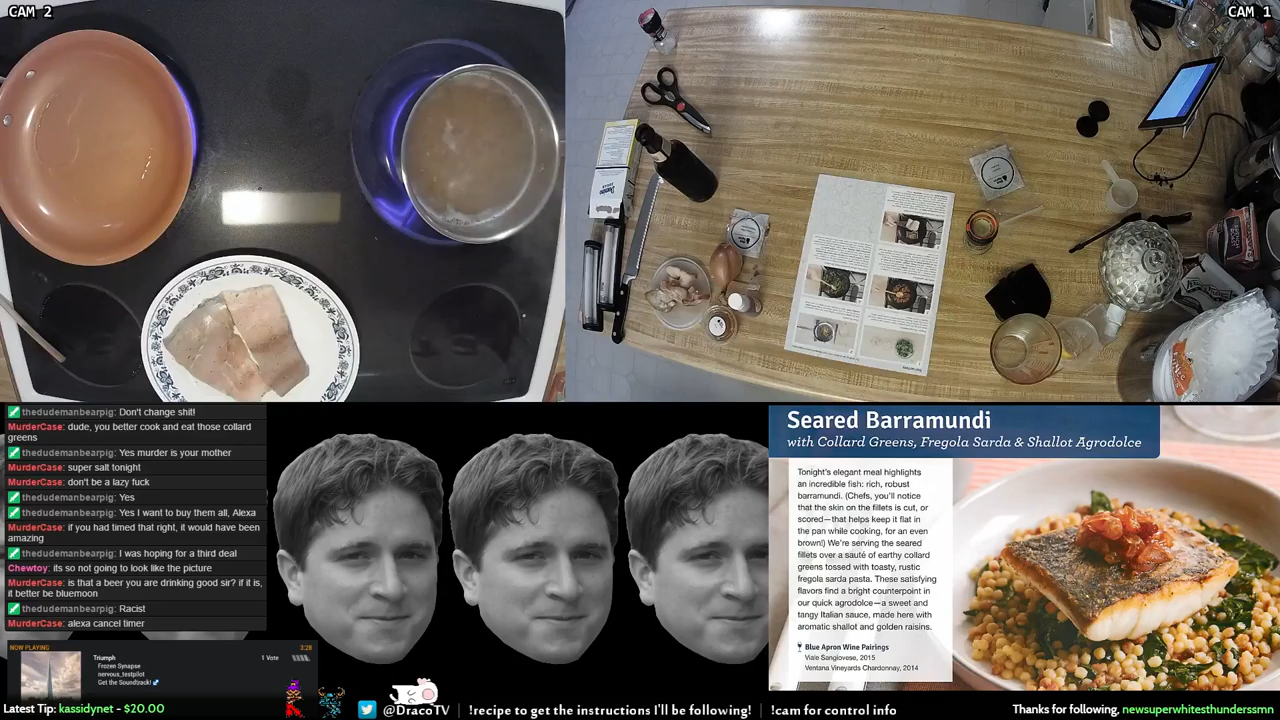 CAM 2
CAM 1
thedudemanbearpig: Don't change shit!
MurderCase: dude, you better cook and eat those collard
greens
thedudemanbearpig: Yes murder is your mother
MurderCase: super salt tonight
MurderCase: don't be a lazy fuck
thedudemanbearpig: Yes
thedudemanbearpig: Yes I want to buy them all, Alexa
MurderCase: if you had timed that right, it would have been
amazing
thedudemanbearpig: I was hoping for a third deal
Chewtoy: its so not going to look like the picture
MurderCase: is that a beer you are drinking good sir? if it is,
it better be bluemoon
thedudemanbearpig: Racist
MurderCase: alexa cancel timer
NOW PLAYING
3:28
Triumph
1 Vote
Frozen Synapse
nervous_testpilot
Get the Soundtrack!
Seared Barramundi
with Collard Greens, Fregola Sarda & Shallot Agrodolce
Tonight's elegant meal highlights
an incredible fish: rich, robust
barramundi. (Chefs, you'll notice
that the skin on the fillets is cut, or
scored—that helps keep it flat in
the pan while cooking, for an even
brown!) We're serving the seared
fillets over a sauté of earthy collard
greens tossed with toasty, rustic
fregola sarda pasta. These satisfying
flavors find a bright counterpoint in
our quick agrodolce—a sweet and
tangy Italian sauce, made here with
aromatic shallot and golden raisins.
Blue Apron Wine Pairings
Viale Sangiovese, 2015
Ventana Vineyards Chardonnay, 2014
Latest Tip: kassidynet - $20.00
@DracoTV
!recipe to get the instructions I'll be following!
!cam for control info
Thanks for following, newsuperwhitesthunderssmn